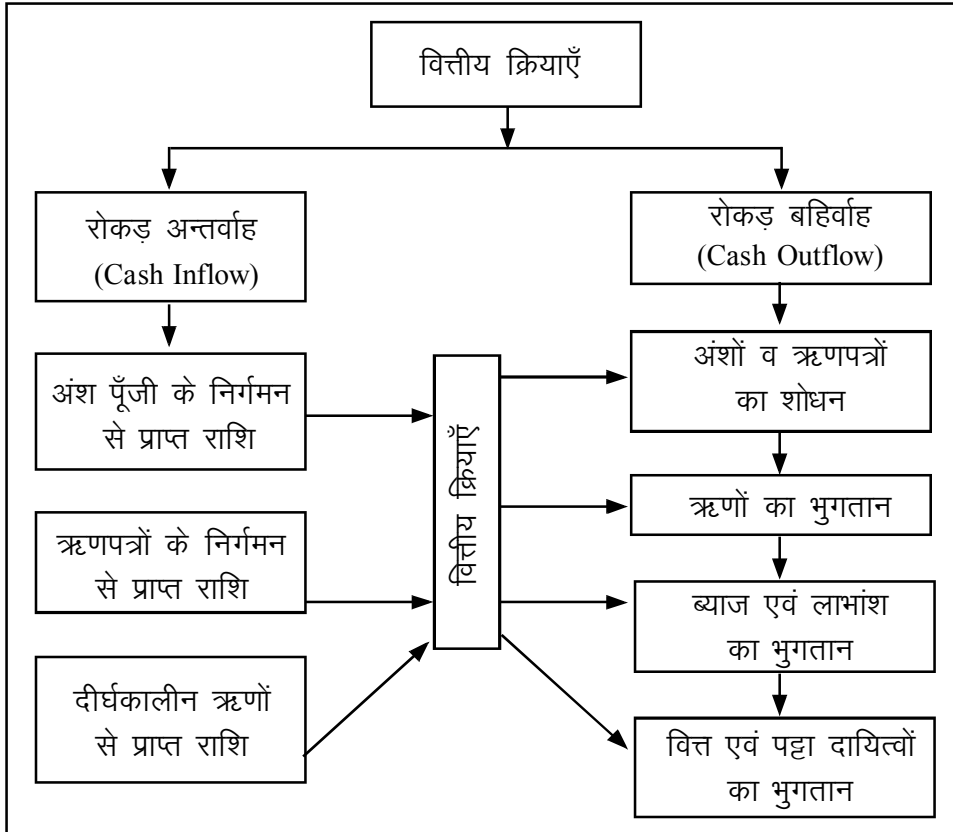 वित्तीय क्रियाएँ
रोकड़ अन्तर्वाह
(Cash Inflow)
रोकड़ बहिर्वाह
(Cash Outflow)
अंश पूँजी के निर्गमन
से प्राप्त राशि
ऋणपत्रों के निर्गमन
से प्राप्त राशि
दीर्घकालीन ऋणों
से प्राप्त राशि
वित्तीय क्रियाएँ
अंशों व ऋणपत्रों
का शोधन
ऋणों का भुगतान
ब्याज एवं लाभांश
का भुगतान
वित्त एवं पट्टा दायित्वों
का भुगतान